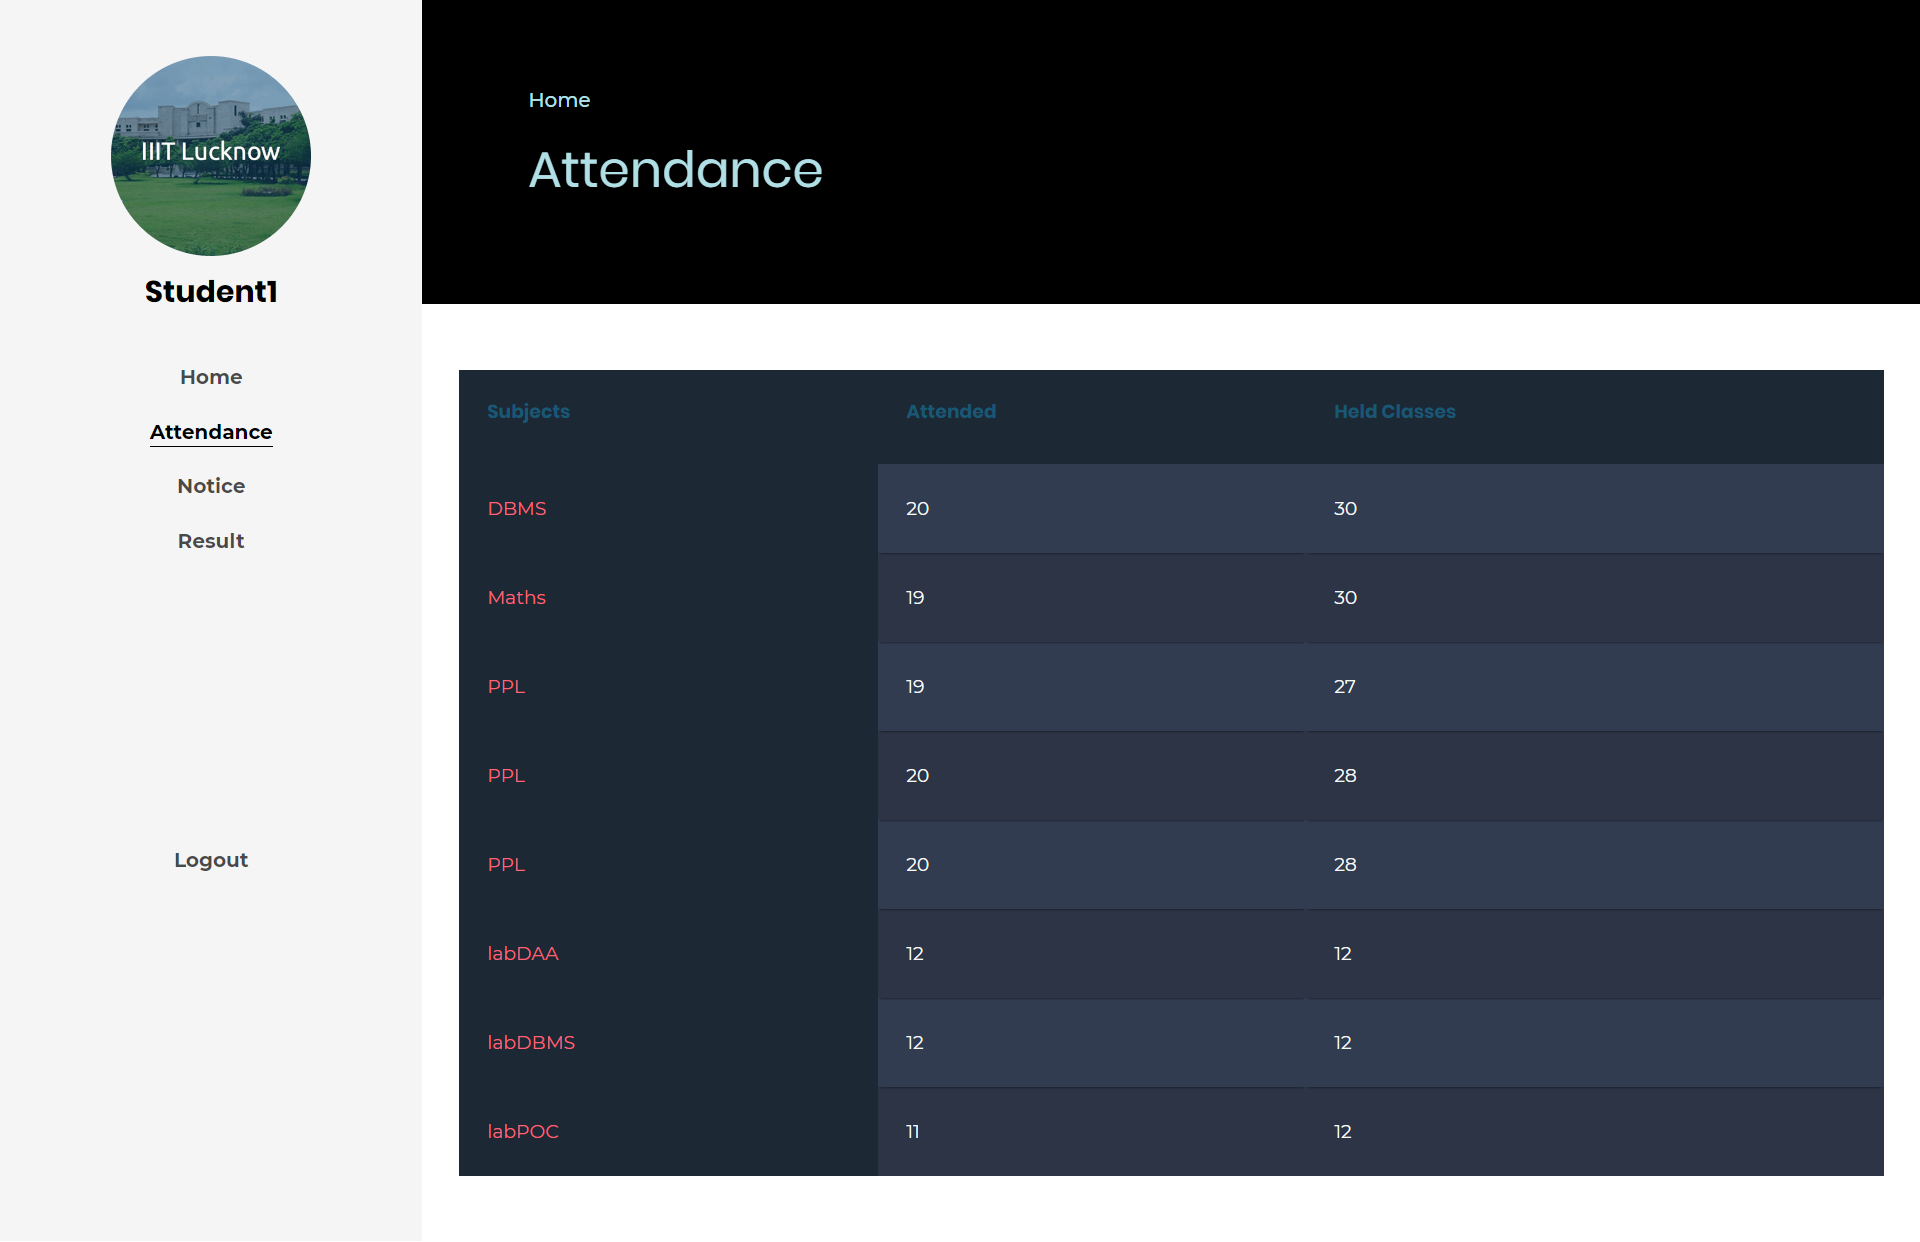 IIIT Lucknow
Student1
Home
Attendance
Notice
Result
Logout
Home
Attendance
Subjects Attended Held Classes
DBMS 20 30
Maths 19 30
PPL 19 27
PPL 20 28
PPL 20 28
labDAA 12 12
labDBMS 12 12
labPOC 11 12